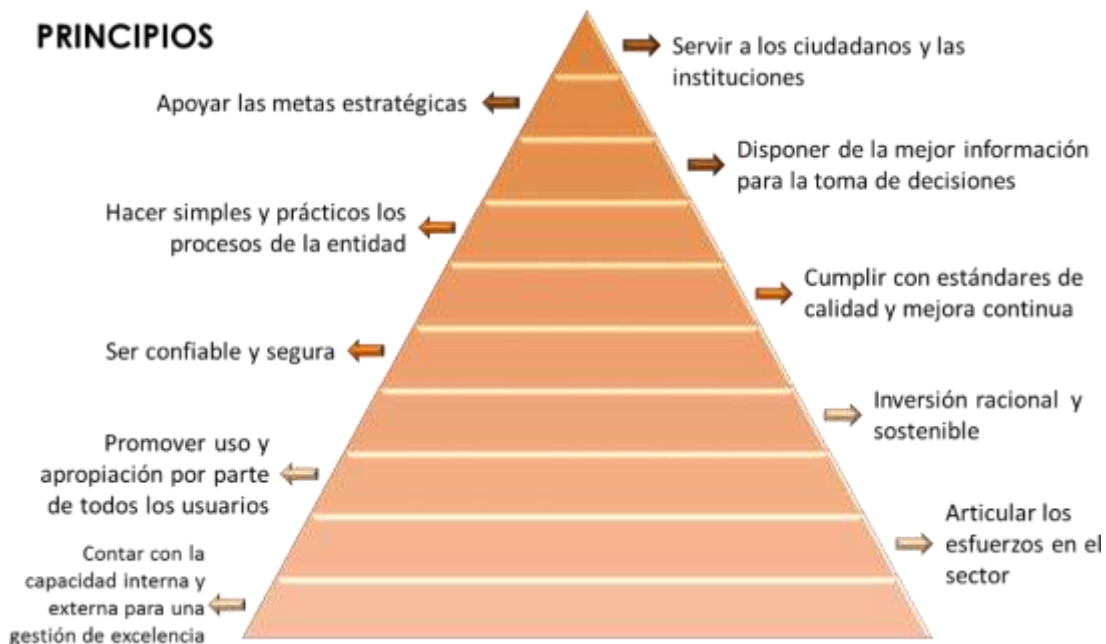 PRINCIPIOS
Servir a los ciudadanos y las
instituciones
Apoyar las metas estratégicas
Disponer de la mejor información
para la toma de decisiones
Hacer simples y prácticos los
procesos de la entidad
Cumplir con estándares de
calidad y mejora continua
Ser confiable y segura
Inversión racional y
sostenible
Promover uso y
apropiación por parte
de todos los usuarios
Articular los
esfuerzos en el
sector
Contar con la
capacidad interna y
externa para una
gestión de excelencia